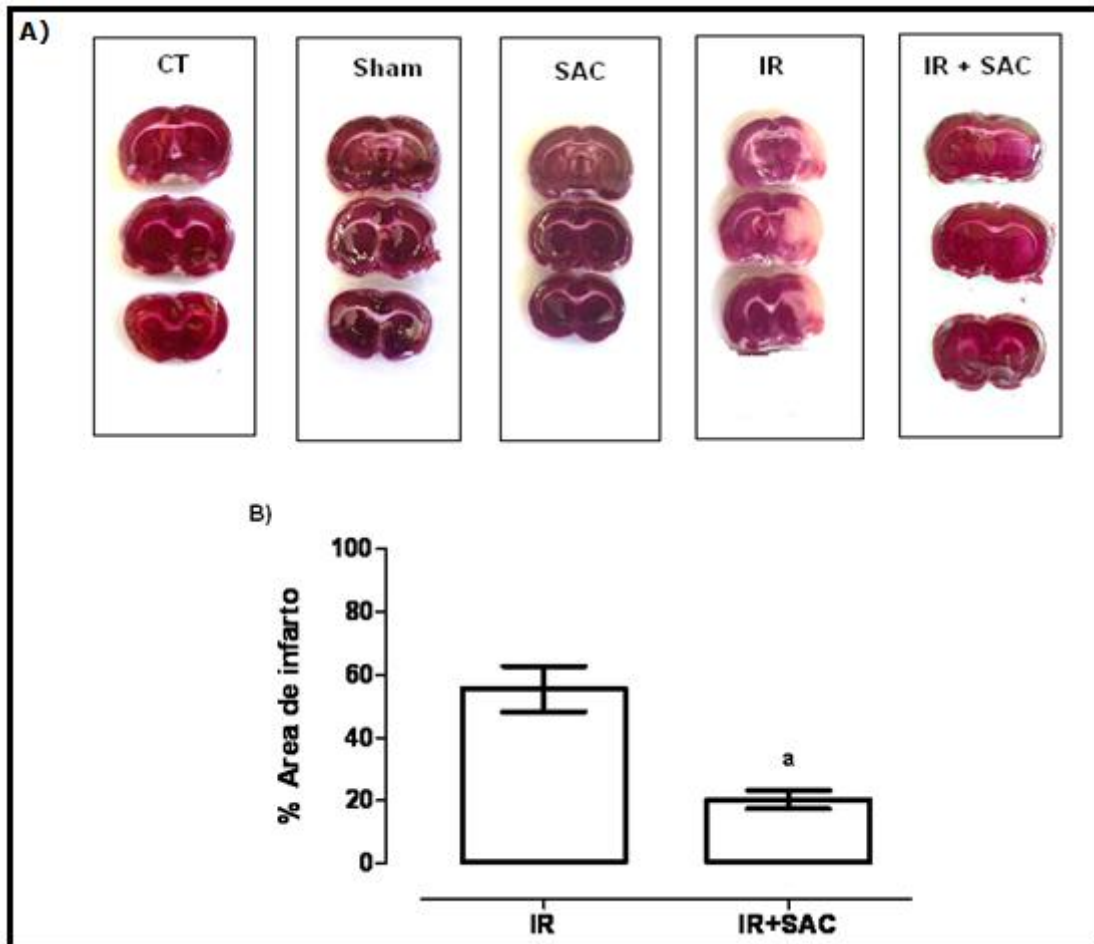 A)
CT
Sham
SAC
IR
IR + SAC
B)
% Area de infarto
100
80
60
40
20
0
a
IR
IR+SAC